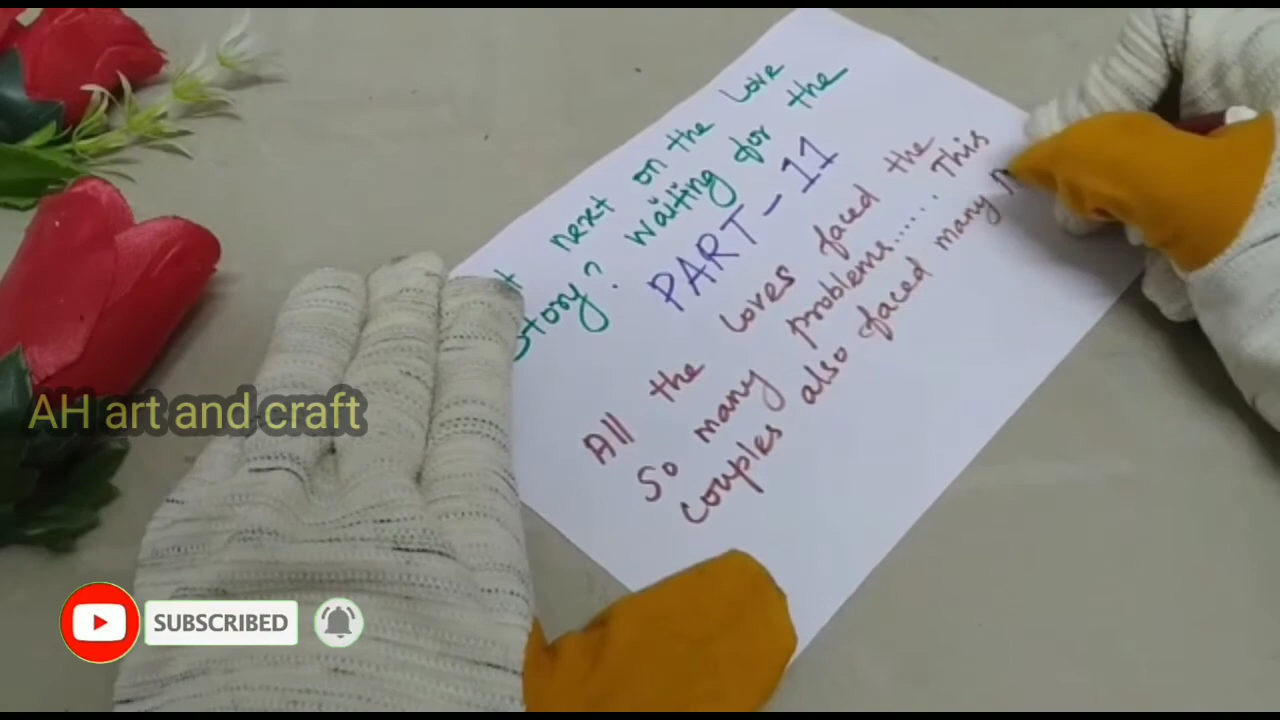 next on the love
story? waiting for the
PART-11
All the loves faced the
So many problems...... This
couples also faced many
AH art and craft
SUBSCRIBED